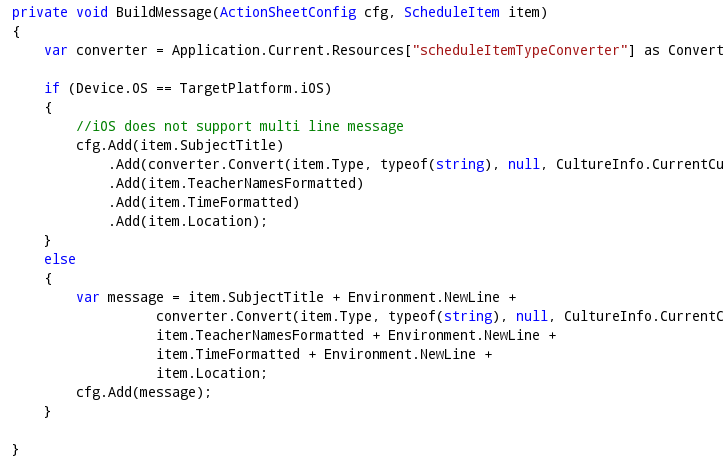 private void BuildMessage(ActionSheetConfig cfg, ScheduleItem item)
{
    var converter = Application.Current.Resources["scheduleItemTypeConverter"] as Convert
    if (Device.OS == TargetPlatform.iOS)
    {
        //iOS does not support multi line message
        cfg.Add(item.SubjectTitle)
            .Add(converter.Convert(item.Type, typeof(string), null, CultureInfo.CurrentCu
            .Add(item.TeacherNamesFormatted)
            .Add(item.TimeFormatted)
            .Add(item.Location);
    }
    else
    {
        var message = item.SubjectTitle + Environment.NewLine +
                  converter.Convert(item.Type, typeof(string), null, CultureInfo.CurrentC
                  item.TeacherNamesFormatted + Environment.NewLine +
                  item.TimeFormatted + Environment.NewLine +
                  item.Location;
        cfg.Add(message);
    }
}